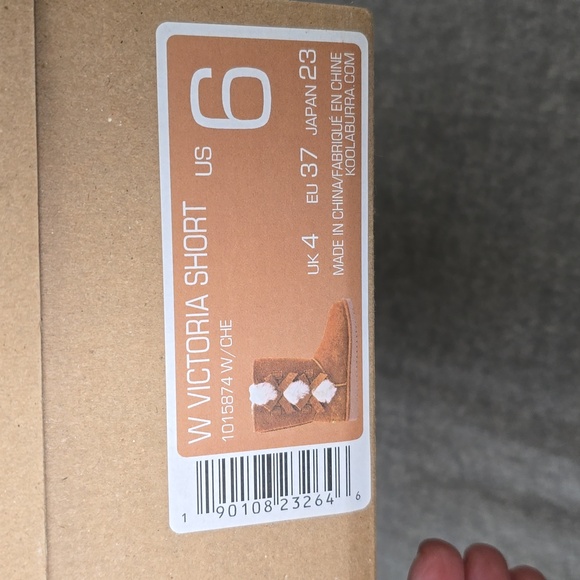 W VICTORIA SHORT
1015874 W/CHE
US 6
UK 4 EU 37 JAPAN 23
MADE IN CHINA/FABRIQUÉ EN CHINE
KOOLABURRA.COM
1 90108 23264 6